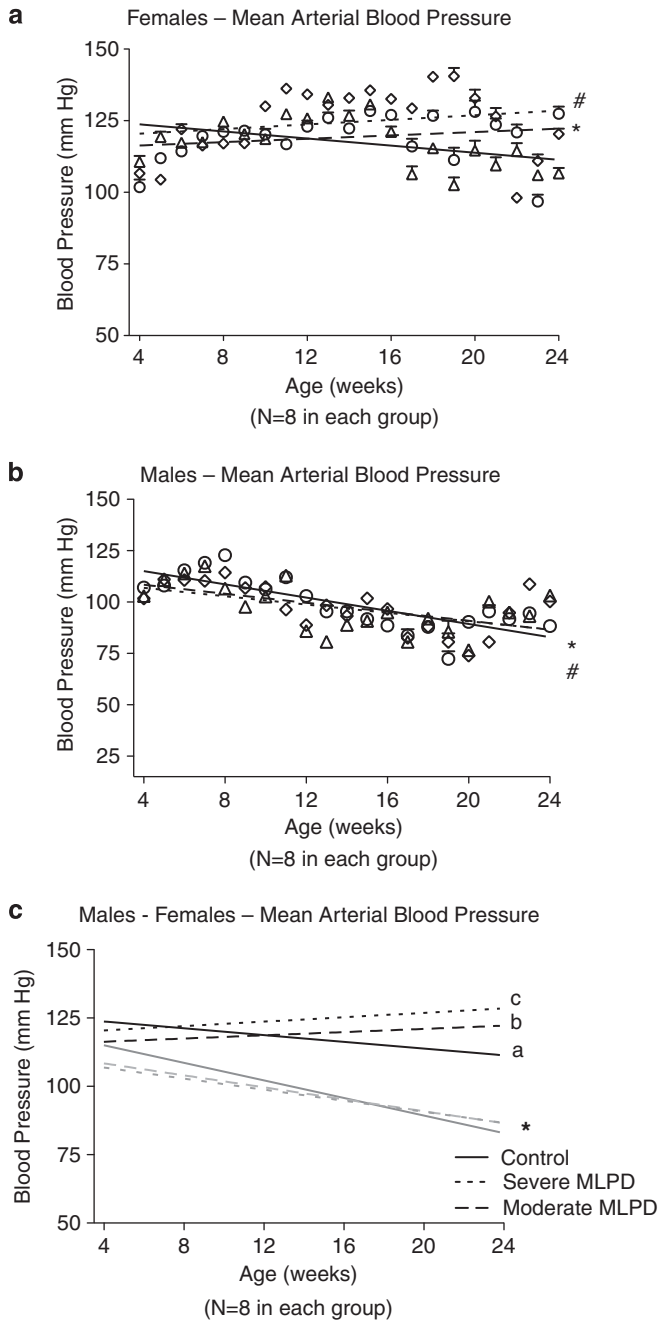 a
Females – Mean Arterial Blood Pressure
150
125
100
75
50
Blood Pressure (mm Hg)
#
*
4 8 12 16 20 24
Age (weeks)
(N=8 in each group)
b
Males – Mean Arterial Blood Pressure
150
125
100
75
25
Blood Pressure (mm Hg)
*
#
4 8 12 16 20 24
Age (weeks)
(N=8 in each group)
c
Males - Females – Mean Arterial Blood Pressure
150
125
100
75
50
Blood Pressure (mm Hg)
c
b
a
*
Control
Severe MLPD
Moderate MLPD
4 8 12 16 20 24
Age (weeks)
(N=8 in each group)